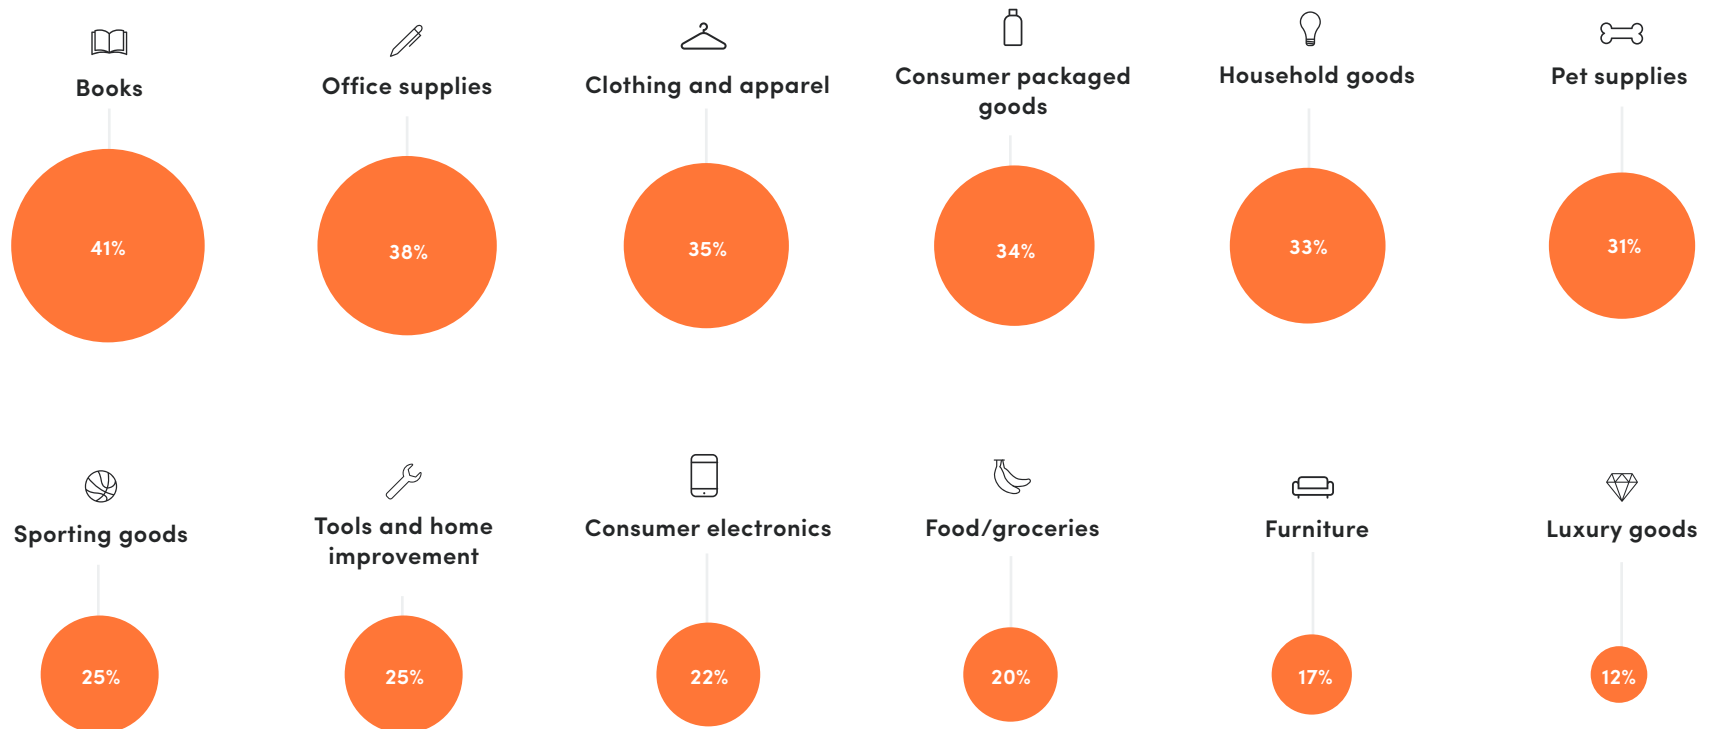 Books
Office supplies
Clothing and apparel
Consumer packaged
goods
Household goods
Pet supplies
41%
38%
35%
34%
33%
31%
Sporting goods
Tools and home
improvement
Consumer electronics
Food/groceries
Furniture
Luxury goods
25%
25%
22%
20%
17%
12%